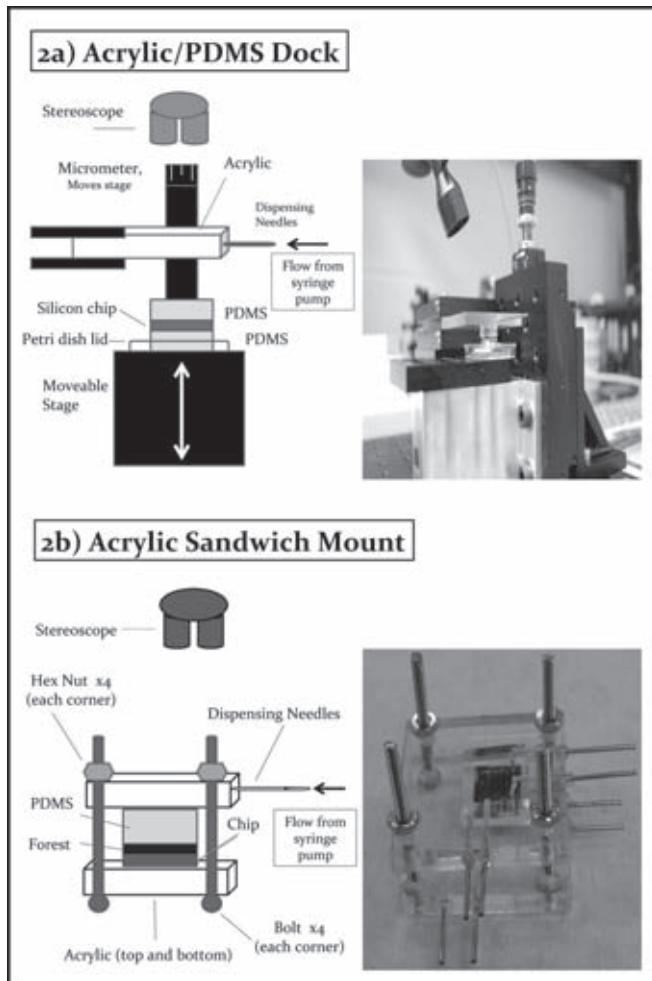 2a) Acrylic/PDMS Dock
Stereoscope
Micrometer,
Moves stage
Acrylic
Dispensing
Needles
Flow from
syringe
pump
Silicon chip
PDMS
Petri dish lid
PDMS
Moveable
Stage
2b) Acrylic Sandwich Mount
Stereoscope
Hex Nut x4
(each corner)
Dispensing Needles
PDMS
Chip
Forest
Flow from
syringe
pump
Bolt x4
(each corner)
Acrylic (top and bottom)